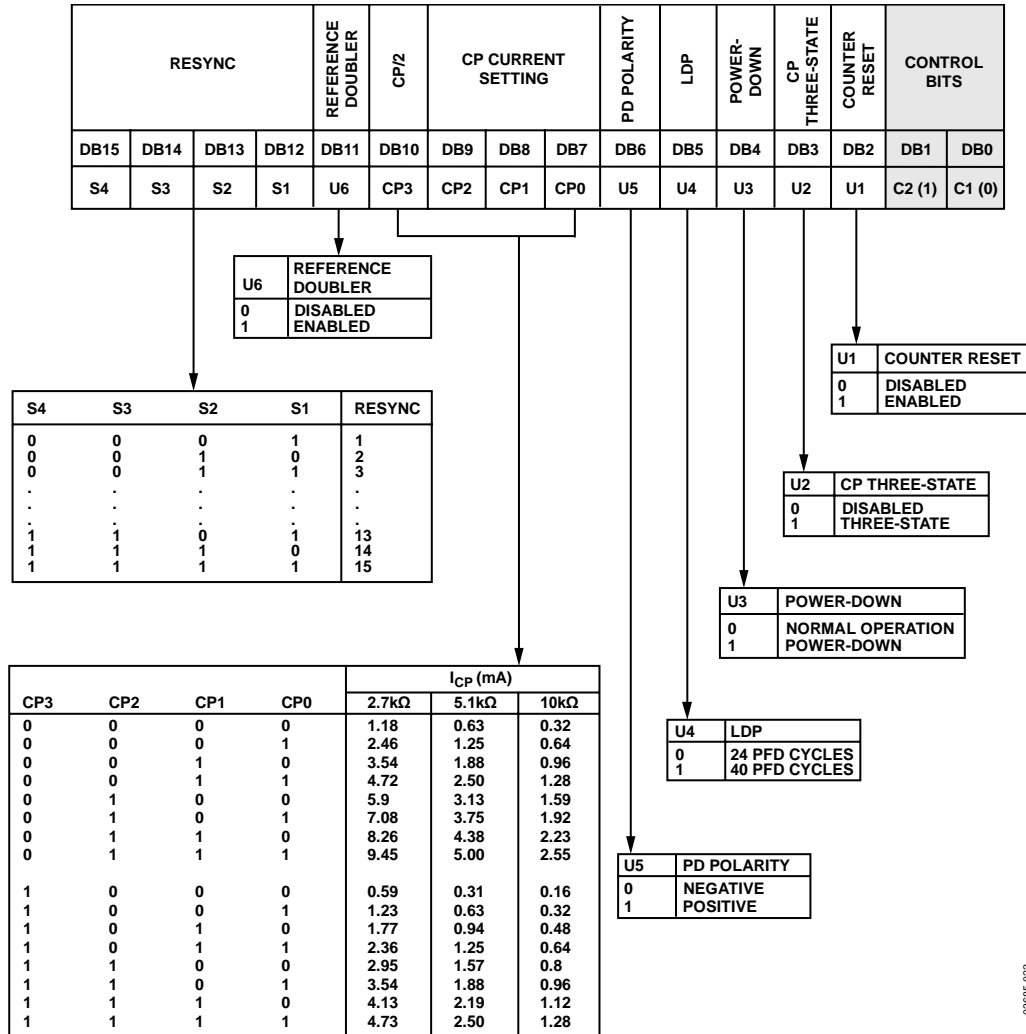 RESYNC
REFERENCE DOUBLER
CP/2
CP CURRENT SETTING
PD POLARITY
LDP
POWER-DOWN
CP THREE-STATE
COUNTER RESET
CONTROL BITS
DB15 DB14 DB13 DB12 DB11 DB10 DB9 DB8 DB7 DB6 DB5 DB4 DB3 DB2 DB1 DB0
S4 S3 S2 S1 U6 CP3 CP2 CP1 CP0 U5 U4 U3 U2 U1 C2 (1) C1 (0)
U6 REFERENCE DOUBLER
0 DISABLED
1 ENABLED
U1 COUNTER RESET
0 DISABLED
1 ENABLED
S4 S3 S2 S1 RESYNC
0 0 0 1 1
0 0 1 0 2
0 0 1 1 3
. . . . .
. . . . .
. . . . .
1 1 0 1 13
1 1 1 0 14
1 1 1 1 15
U2 CP THREE-STATE
0 DISABLED
1 THREE-STATE
U3 POWER-DOWN
0 NORMAL OPERATION
1 POWER-DOWN
ICP (mA)
CP3 CP2 CP1 CP0 2.7kΩ 5.1kΩ 10kΩ
0 0 0 0 1.18 0.63 0.32
0 0 0 1 2.46 1.25 0.64
0 0 1 0 3.54 1.88 0.96
0 0 1 1 4.72 2.50 1.28
0 1 0 0 5.9 3.13 1.59
0 1 0 1 7.08 3.75 1.92
0 1 1 0 8.26 4.38 2.23
0 1 1 1 9.45 5.00 2.55
1 0 0 0 0.59 0.31 0.16
1 0 0 1 1.23 0.63 0.32
1 0 1 0 1.77 0.94 0.48
1 0 1 1 2.36 1.25 0.64
1 1 0 0 2.95 1.57 0.8
1 1 0 1 3.54 1.88 0.96
1 1 1 0 4.13 2.19 1.12
1 1 1 1 4.73 2.50 1.28
U4 LDP
0 24 PFD CYCLES
1 40 PFD CYCLES
U5 PD POLARITY
0 NEGATIVE
1 POSITIVE